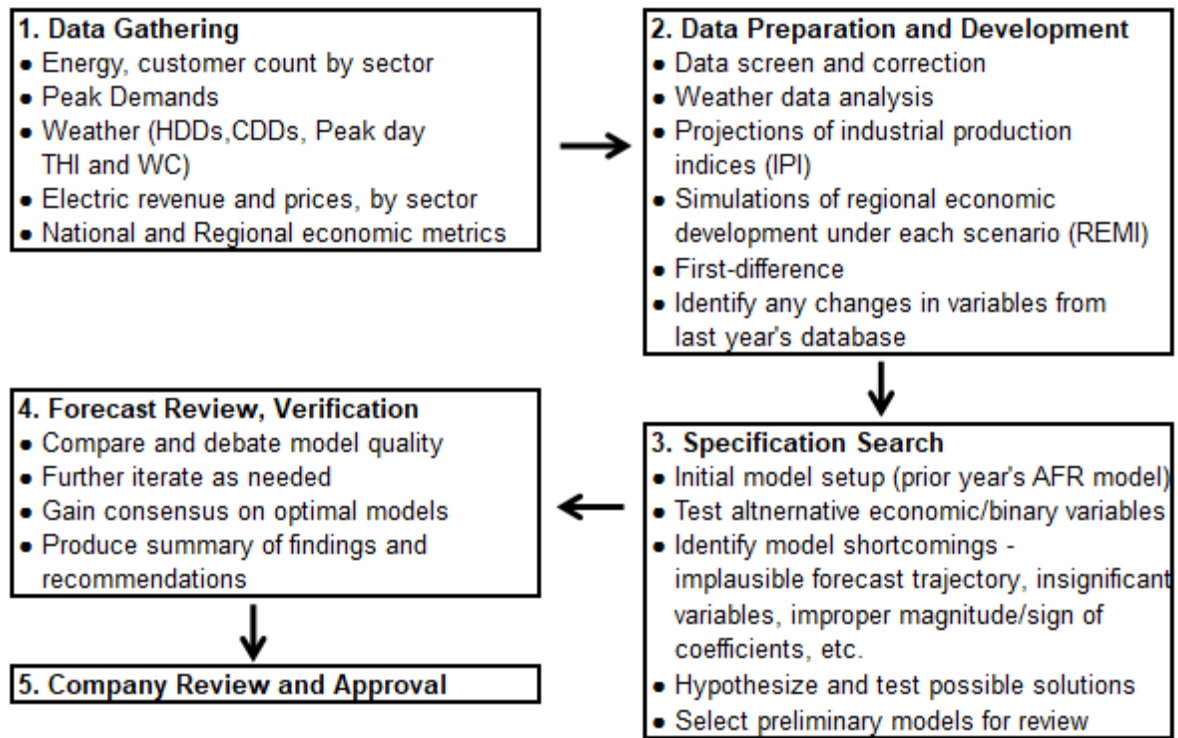 1. Data Gathering
● Energy, customer count by sector
● Peak Demands
● Weather (HDDs,CDDs, Peak day
THI and WC)
● Electric revenue and prices, by sector
● National and Regional economic metrics
2. Data Preparation and Development
● Data screen and correction
● Weather data analysis
● Projections of industrial production
indices (IPI)
● Simulations of regional economic
development under each scenario (REMI)
● First-difference
● Identify any changes in variables from
last year's database
3. Specification Search
● Initial model setup (prior year's AFR model)
● Test altnernative economic/binary variables
● Identify model shortcomings -
implausible forecast trajectory, insignificant
variables, improper magnitude/sign of
coefficients, etc.
● Hypothesize and test possible solutions
● Select preliminary models for review
4. Forecast Review, Verification
● Compare and debate model quality
● Further iterate as needed
● Gain consensus on optimal models
● Produce summary of findings and
recommendations
5. Company Review and Approval